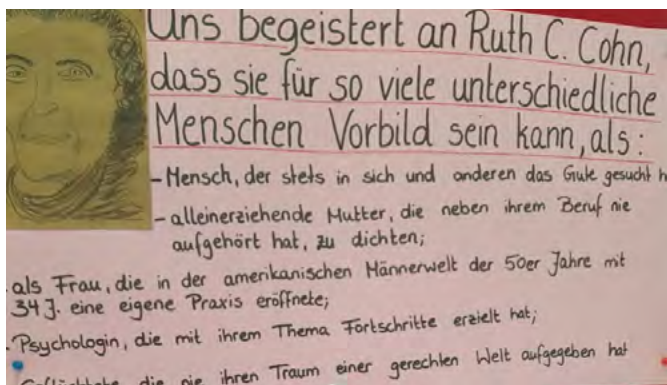 Uns begeistert an Ruth C. Cohn,
dass sie für so viele unterschiedliche
Menschen Vorbild sein kann, als:
- Mensch, der stets in sich und anderen das Gute gesucht h
- alleinerziehende Mutter, die neben ihrem Beruf nie
aufgehört hat, zu dichten;
- als Frau, die in der amerikanischen Männerwelt der 50er Jahre mit
34 J. eine eigene Praxis eröffnete;
- Psychologin, die mit ihrem Thema Fortschritte erzielt hat;
die nie ihren Traum einer gerechten Welt aufgegeben hat